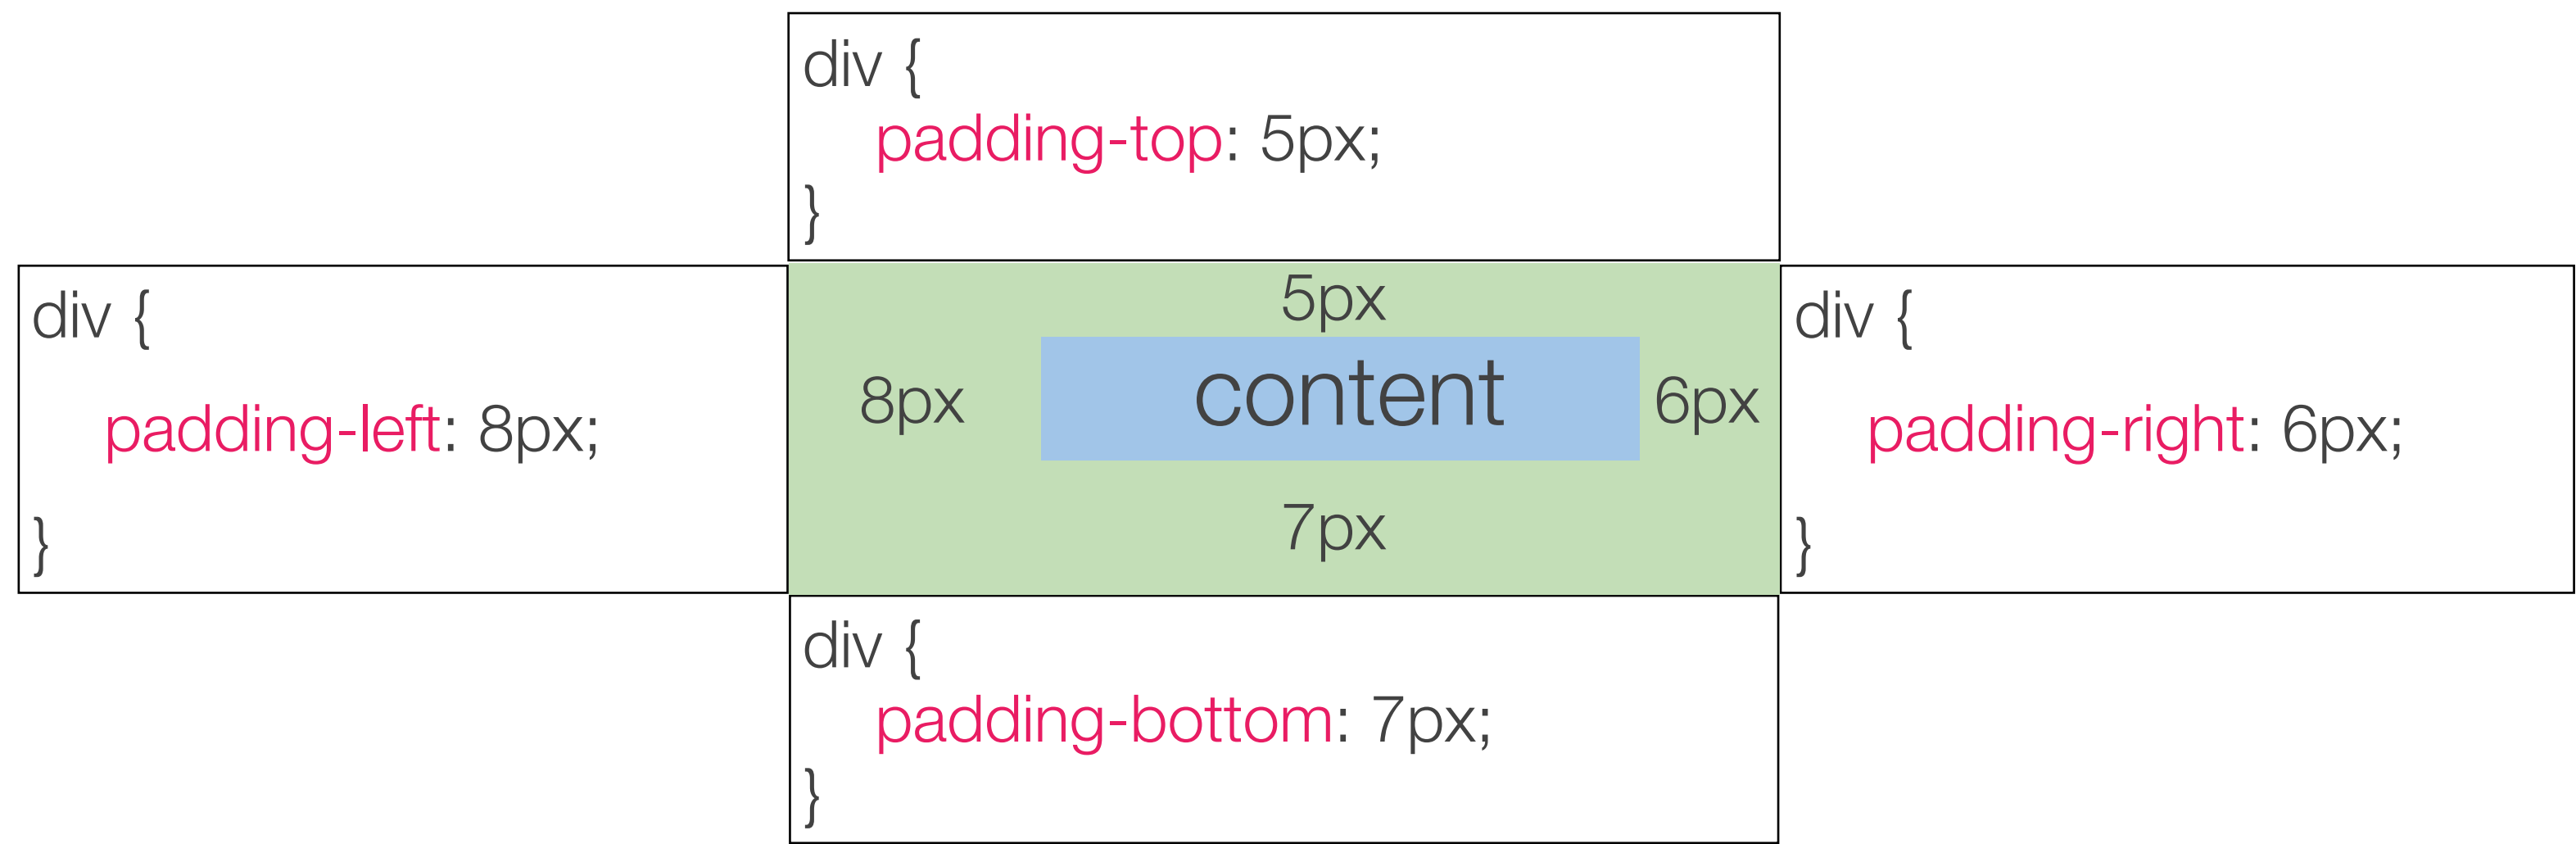 div {
padding-top: 5px;
}
div {
padding-left: 8px;
}
5px
8px
content
6px
7px
div {
padding-right: 6px;
}
div {
padding-bottom: 7px;
}